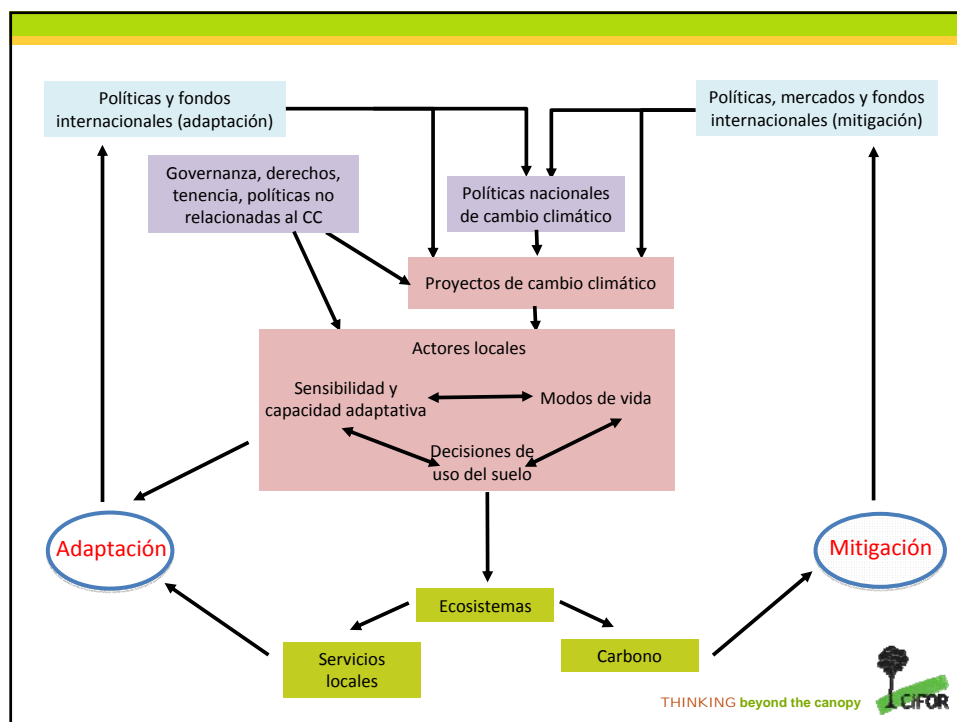 Políticas y fondos
internacionales (adaptación)
Políticas, mercados y fondos
internacionales (mitigación)
Governanza, derechos,
tenencia, políticas no
relacionadas al CC
Políticas nacionales
de cambio climático
Proyectos de cambio climático
Actores locales
Sensibilidad y
capacidad adaptativa
Modos de vida
Decisiones de
uso del suelo
Adaptación
Mitigación
Ecosistemas
Servicios
locales
Carbono
THINKING beyond the canopy
CIFOR